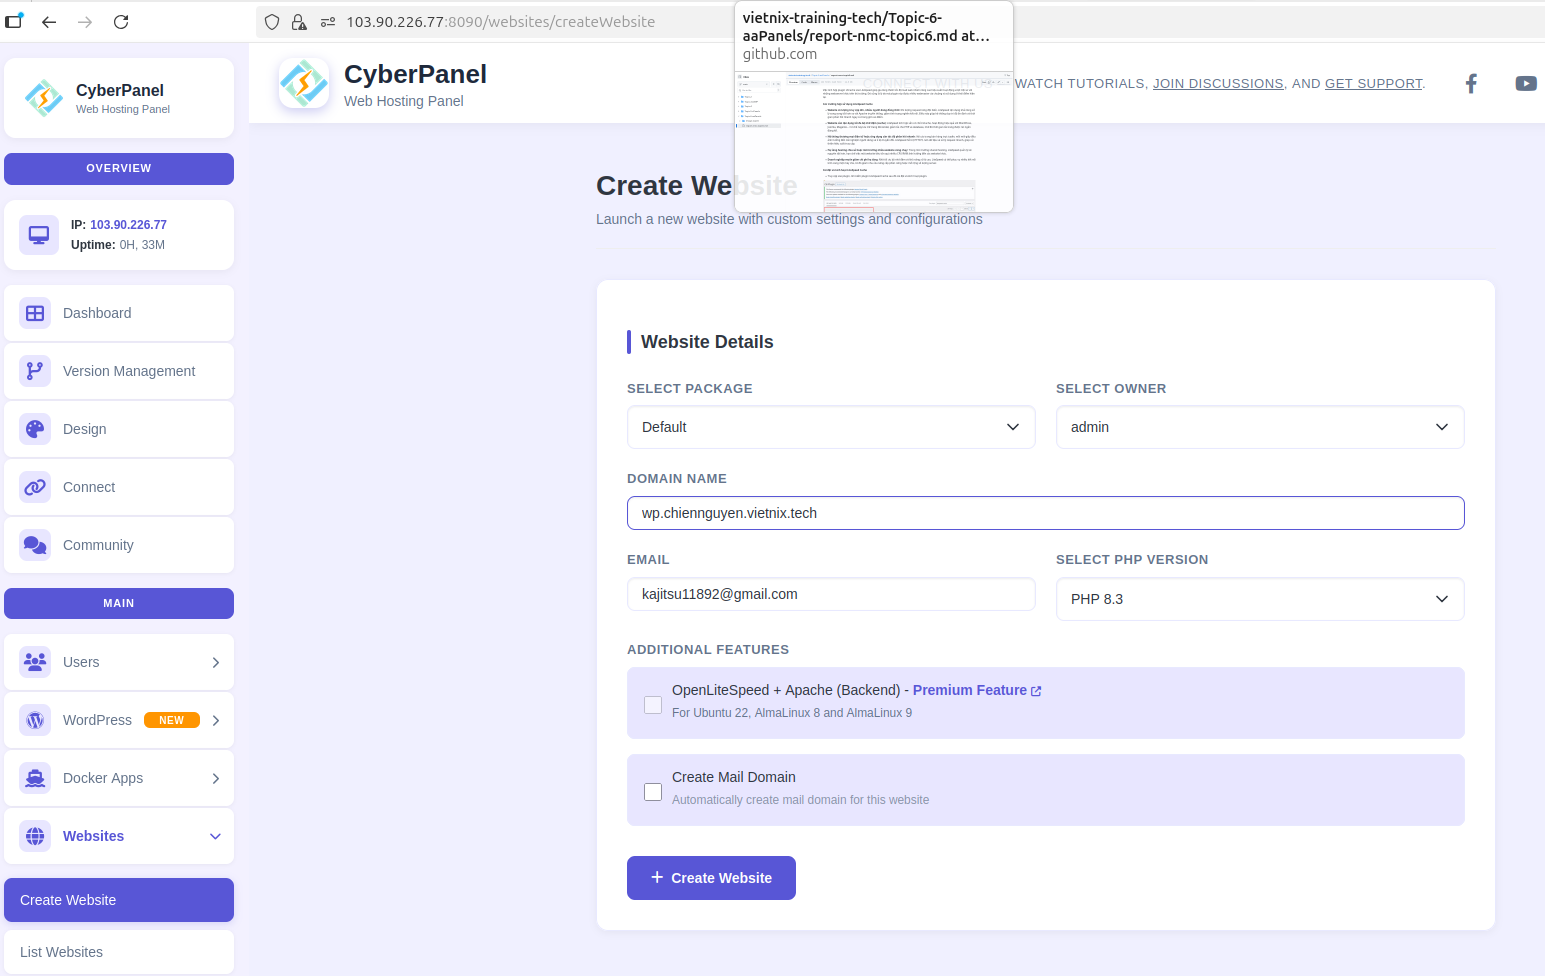 103.90.226.77:8090/websites/createWebsite
vietnix-training-tech/Topic-6-
aaPanels/report-nmc-topic6.md at...
github.com
CyberPanel
Web Hosting Panel
CyberPanel
Web Hosting Panel
CONNECT WITH US
WATCH TUTORIALS, JOIN DISCUSSIONS, AND GET SUPPORT.
OVERVIEW
IP: 103.90.226.77
Uptime: 0H, 33M
Dashboard
Version Management
Design
Connect
Community
MAIN
Users
WordPress NEW
Docker Apps
Websites
Create Website
List Websites
Create Website
Launch a new website with custom settings and configurations
Website Details
SELECT PACKAGE
Default
SELECT OWNER
admin
DOMAIN NAME
wp.chiennguyen.vietnix.tech
EMAIL
kajitsu11892@gmail.com
SELECT PHP VERSION
PHP 8.3
ADDITIONAL FEATURES
OpenLiteSpeed + Apache (Backend) - Premium Feature
For Ubuntu 22, AlmaLinux 8 and AlmaLinux 9
Create Mail Domain
Automatically create mail domain for this website
+ Create Website